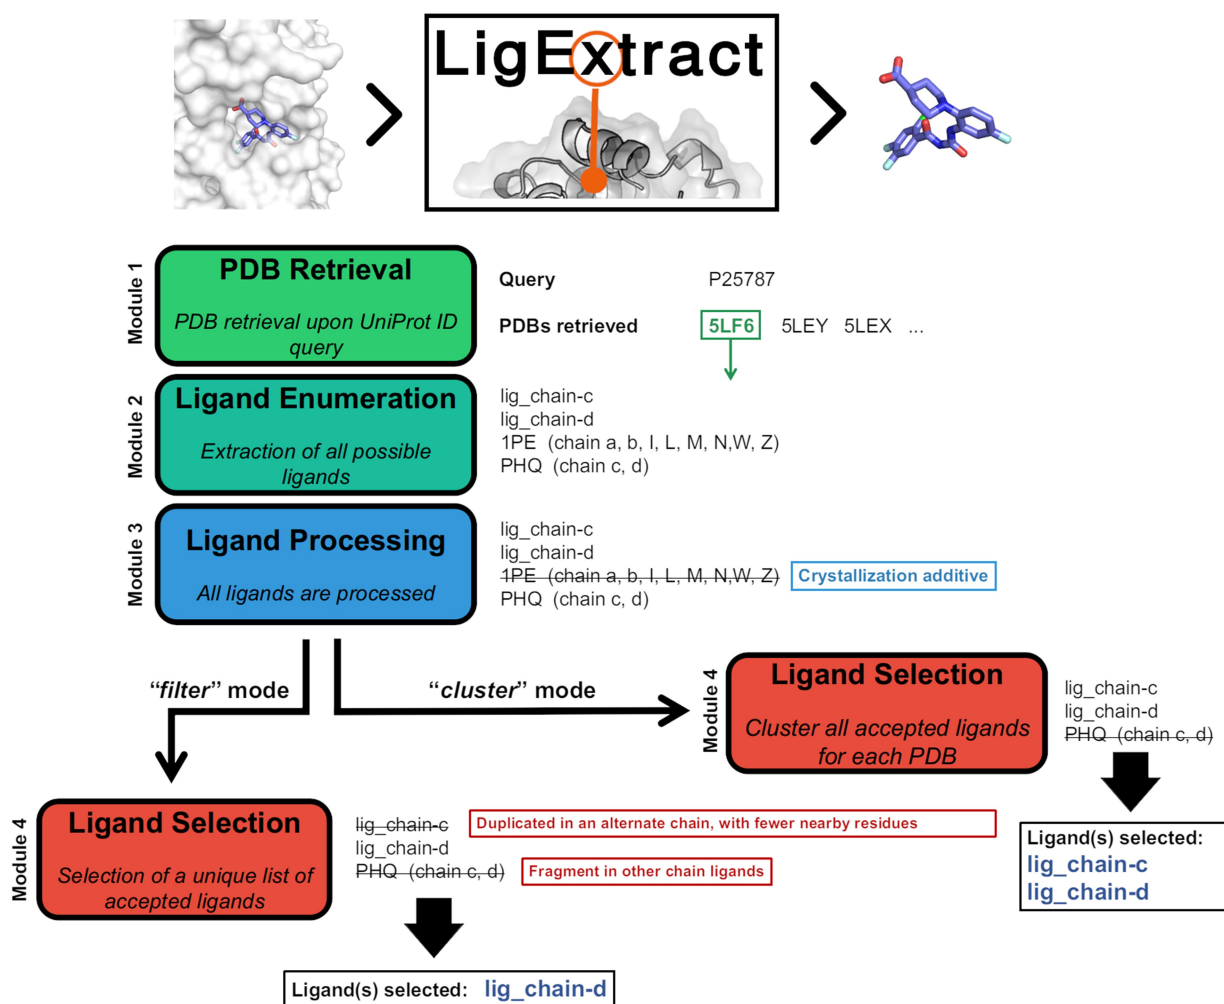 LigExtract
Module 1
PDB Retrieval
PDB retrieval upon UniProt ID
query
Query P25787
PDBs retrieved 5LF6 5LEY 5LEX ...
Module 2
Ligand Enumeration
Extraction of all possible
ligands
lig_chain-c
lig_chain-d
1PE (chain a, b, I, L, M, N,W, Z)
PHQ (chain c, d)
Module 3
Ligand Processing
All ligands are processed
lig_chain-c
lig_chain-d
1PE (chain a, b, I, L, M, N,W, Z) Crystallization additive
PHQ (chain c, d)
“filter” mode
“cluster” mode
Module 4
Ligand Selection
Cluster all accepted ligands
for each PDB
lig_chain-c
lig_chain-d
PHQ (chain c, d)
Ligand(s) selected:
lig_chain-c
lig_chain-d
Module 4
Ligand Selection
Selection of a unique list of
accepted ligands
lig_chain-c Duplicated in an alternate chain, with fewer nearby residues
lig_chain-d
PHQ (chain c, d) Fragment in other chain ligands
Ligand(s) selected: lig_chain-d